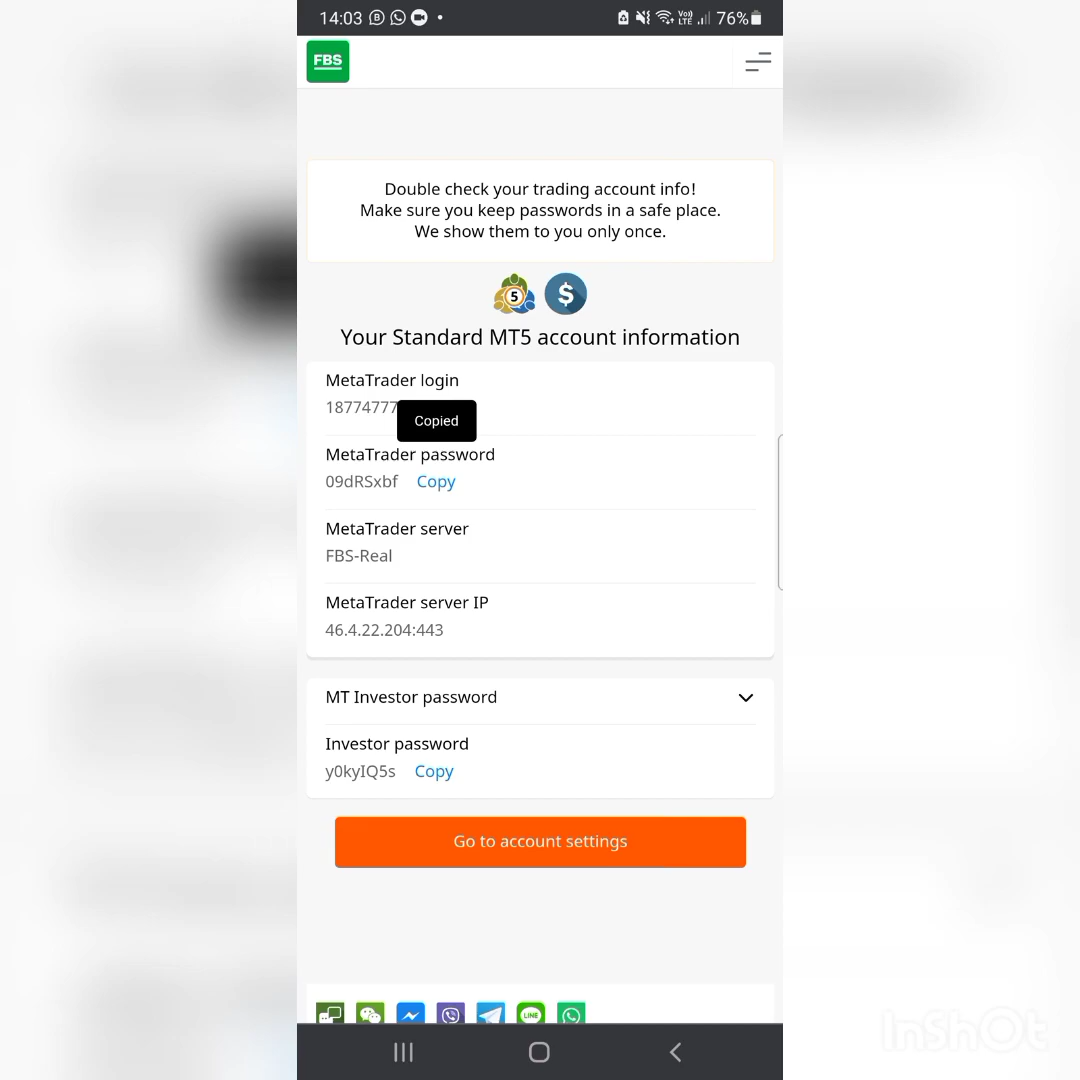 14:03
VoLTE 76%
FBS
Double check your trading account info!
Make sure you keep passwords in a safe place.
We show them to you only once.
5 $
Your Standard MT5 account information
MetaTrader login
18774777
Copied
MetaTrader password
09dRSxbf Copy
MetaTrader server
FBS-Real
MetaTrader server IP
46.4.22.204:443
MT Investor password
Investor password
y0kyIQ5s Copy
Go to account settings
LINE
InShOt